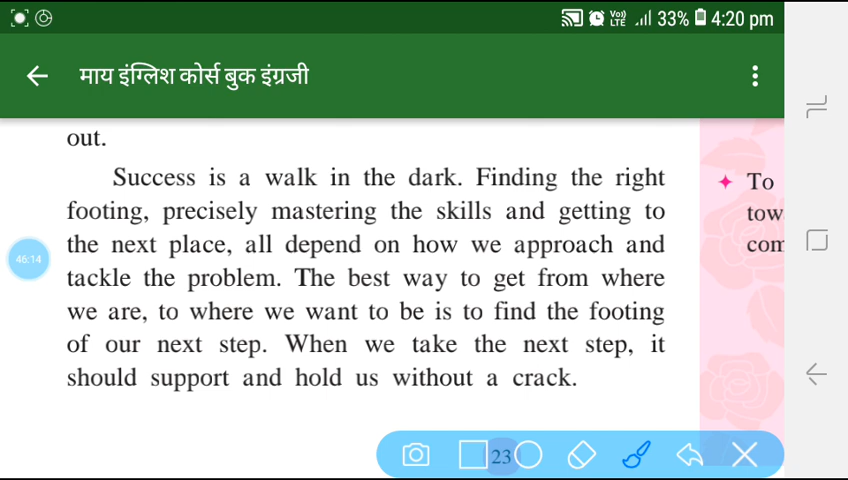 33% 4:20 pm
माय इंग्लिश कोर्स बुक इंग्रजी
out.
Success is a walk in the dark. Finding the right
footing, precisely mastering the skills and getting to
the next place, all depend on how we approach and
tackle the problem. The best way to get from where
we are, to where we want to be is to find the footing
of our next step. When we take the next step, it
should support and hold us without a crack.
To
tow
com
46:14
23